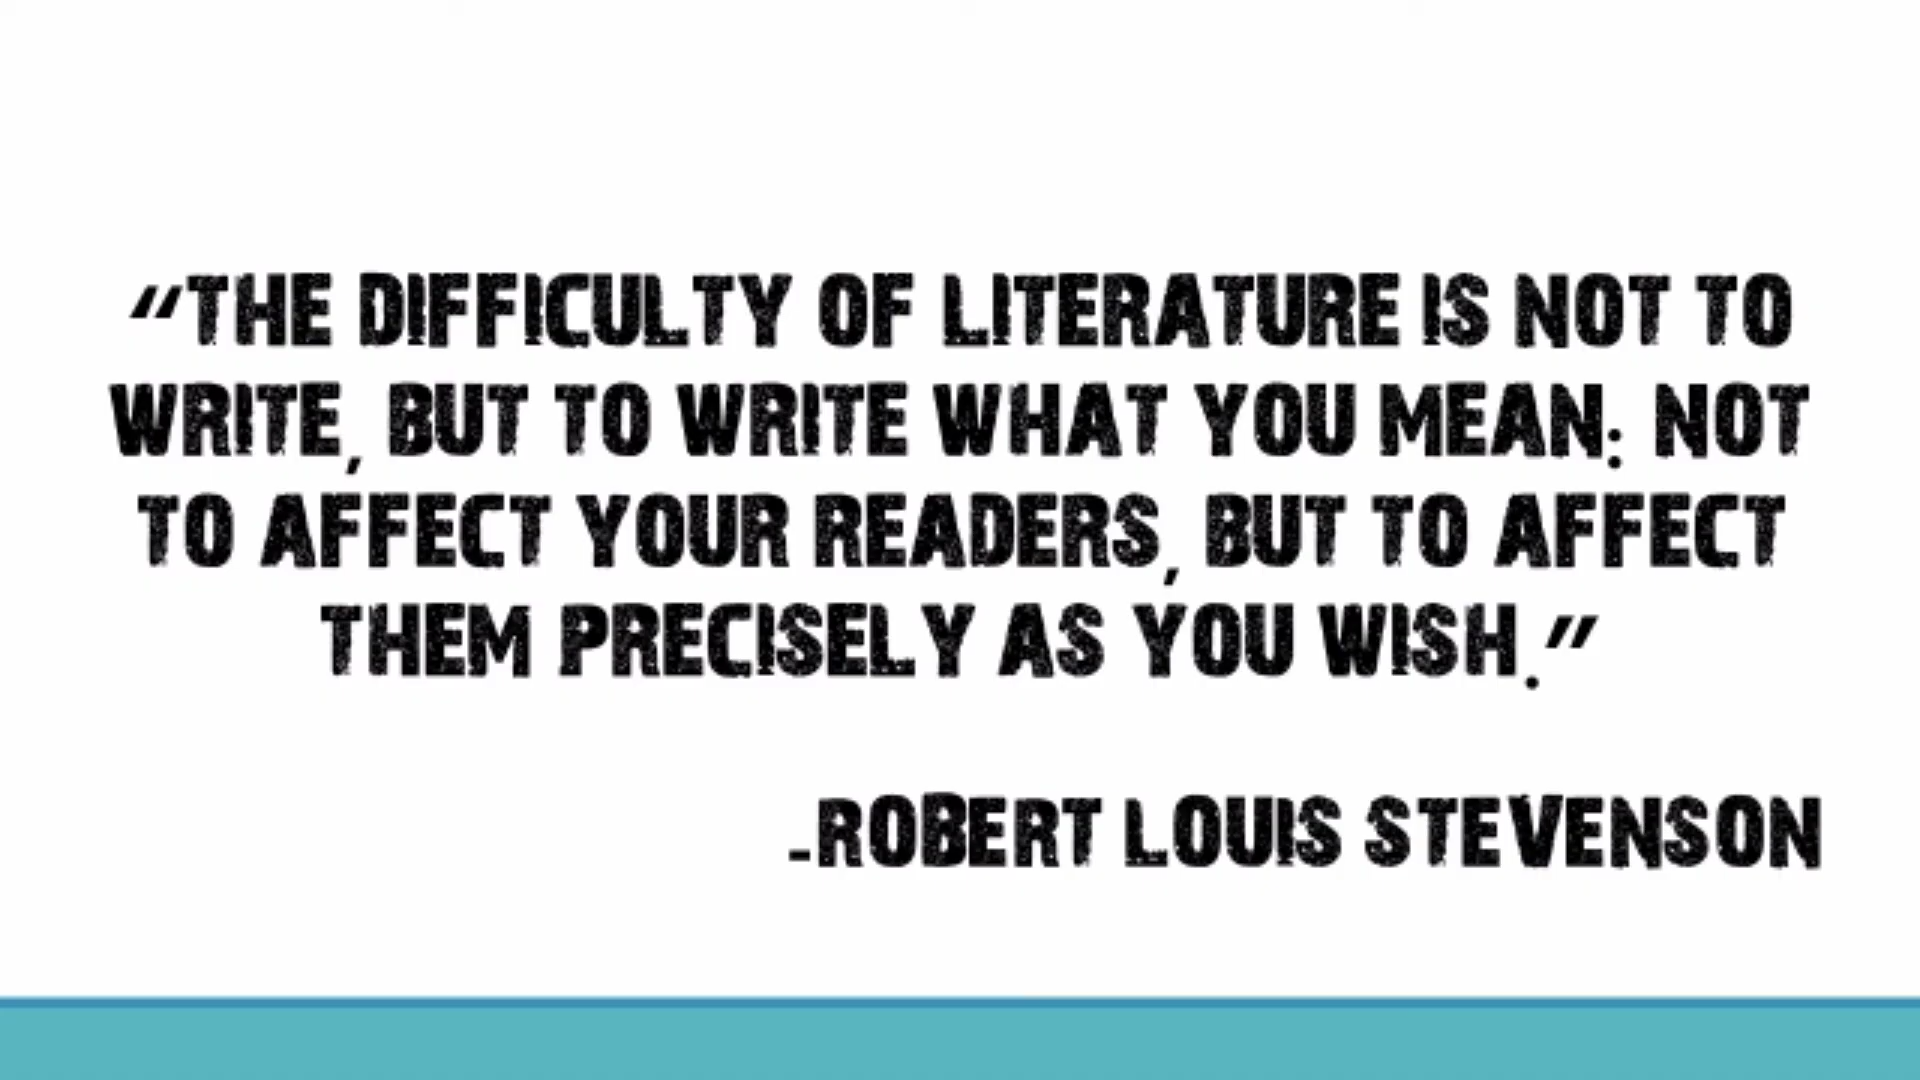 “THE DIFFICULTY OF LITERATURE IS NOT TO
WRITE, BUT TO WRITE WHAT YOU MEAN: NOT
TO AFFECT YOUR READERS, BUT TO AFFECT
THEM PRECISELY AS YOU WISH.”
-ROBERT LOUIS STEVENSON